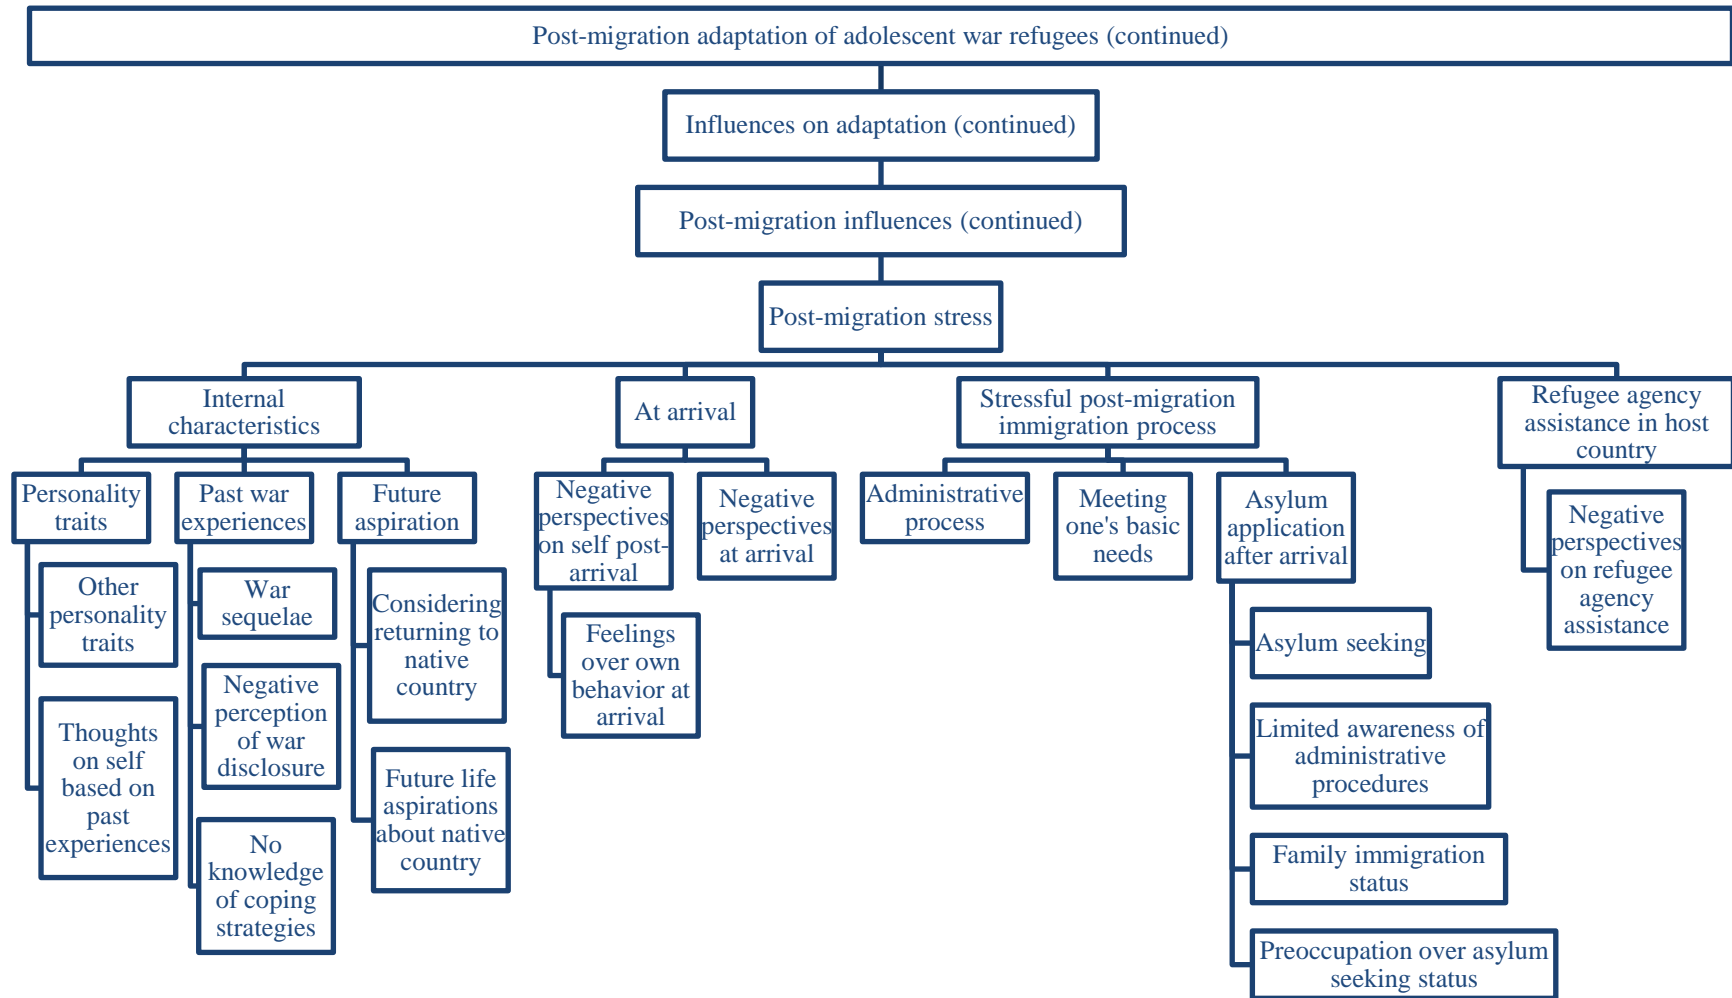 Post-migration adaptation of adolescent war refugees (continued)
Influences on adaptation (continued)
Post-migration influences (continued)
Post-migration stress
Internal
characteristics
At arrival
Stressful post-migration
immigration process
Refugee agency
assistance in host
country
Personality
traits
Past war
experiences
Future
aspiration
Negative
perspectives
on self post-
arrival
Negative
perspectives
at arrival
Administrative
process
Meeting
one's basic
needs
Asylum
application
after arrival
Negative
perspectives
on refugee
agency
assistance
Other
personality
traits
Thoughts
on self
based on
past
experiences
War
sequelae
Negative
perception
of war
disclosure
No
knowledge
of coping
strategies
Considering
returning to
native
country
Future life
aspirations
about native
country
Feelings
over own
behavior at
arrival
Asylum seeking
Limited awareness of
administrative
procedures
Family immigration
status
Preoccupation over asylum
seeking status